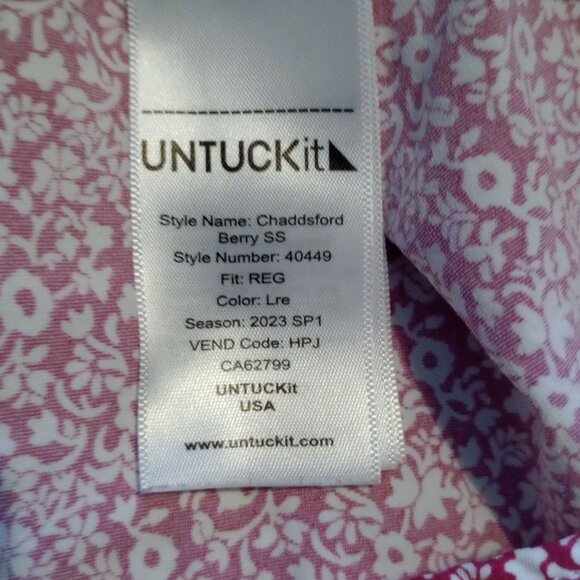 UNTUCKit
Style Name: Chaddsford
Berry SS
Style Number: 40449
Fit: REG
Color: Lre
Season: 2023 SP1
VEND Code: HPJ
CA62799
UNTUCKit
USA
www.untuckit.com